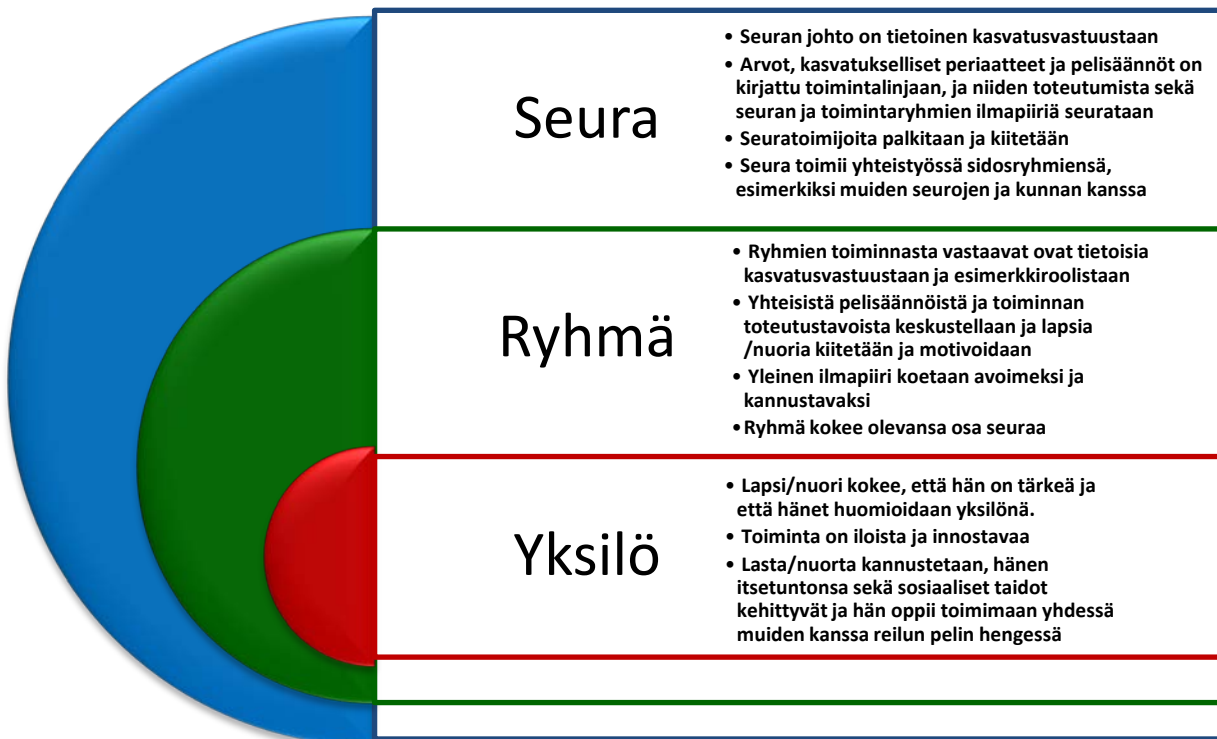 Seura
• Seuran johto on tietoinen kasvatusvastuustaan
• Arvot, kasvatukselliset periaatteet ja pelisäännöt on
kirjattu toimintalinjaan, ja niiden toteutumista sekä
seuran ja toimintaryhmien ilmapiiriä seurataan
• Seuratoimijoita palkitaan ja kiitetään
• Seura toimii yhteistyössä sidosryhmiensä,
esimerkiksi muiden seurojen ja kunnan kanssa
Ryhmä
• Ryhmien toiminnasta vastaavat ovat tietoisia
kasvatusvastuustaan ja esimerkkiroolistaan
• Yhteisistä pelisäännöistä ja toiminnan
toteutustavoista keskustellaan ja lapsia
/nuoria kiitetään ja motivoidaan
• Yleinen ilmapiiri koetaan avoimeksi ja
kannustavaksi
• Ryhmä kokee olevansa osa seuraa
Yksilö
• Lapsi/nuori kokee, että hän on tärkeä ja
että hänet huomioidaan yksilönä.
• Toiminta on iloista ja innostavaa
• Lasta/nuorta kannustetaan, hänen
itsetuntonsa sekä sosiaaliset taidot
kehittyvät ja hän oppii toimimaan yhdessä
muiden kanssa reilun pelin hengessä